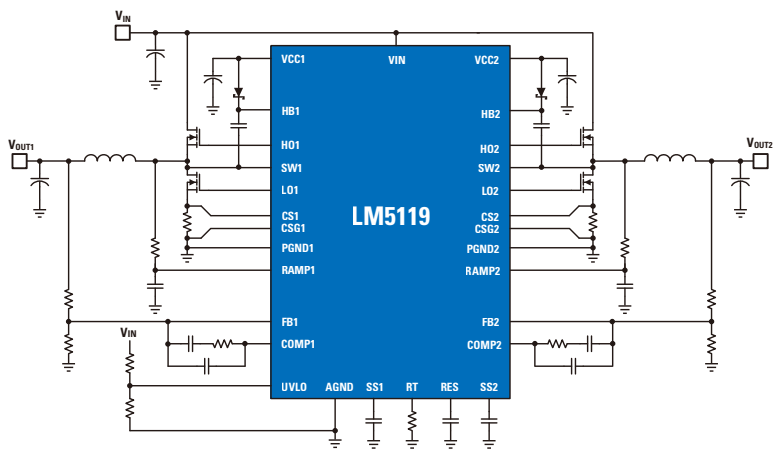 VIN
VCC1
VIN
VCC2
HB1
HB2
VOUT1
HO1
HO2
VOUT2
SW1
SW2
LO1
LO2
LM5119
CS1
CS2
CSG1
CSG2
PGND1
PGND2
RAMP1
RAMP2
FB1
FB2
VIN
COMP1
COMP2
UVLO
AGND
SS1
RT
RES
SS2